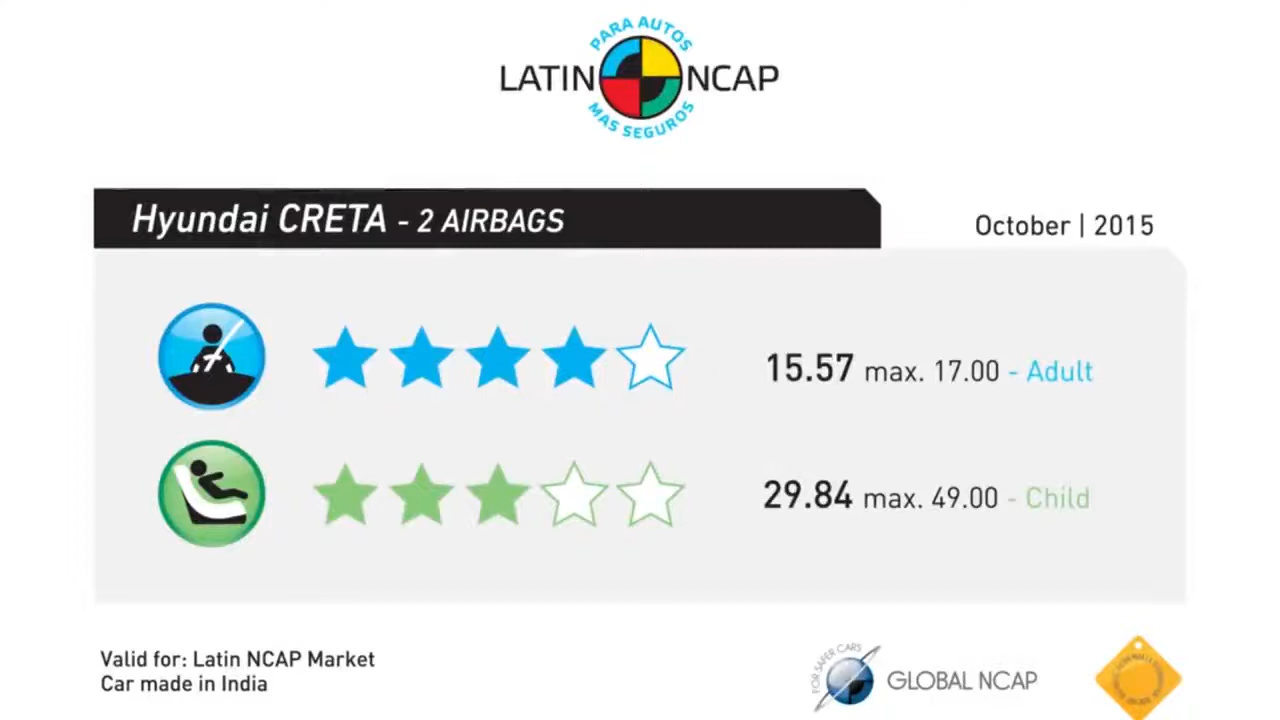 PARA AUTOS
LATIN NCAP
MAS SEGUROS
Hyundai CRETA - 2 AIRBAGS
October | 2015
15.57 max. 17.00 - Adult
29.84 max. 49.00 - Child
Valid for: Latin NCAP Market
Car made in India
FOR SAFER CARS
GLOBAL NCAP